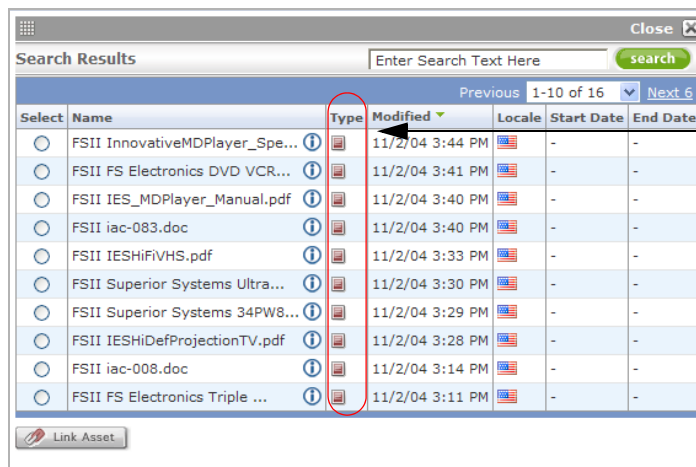 Close
Search Results Enter Search Text Here search
Previous 1-10 of 16 Next 6
Select Name Type Modified Locale Start Date End Date
FSII InnovativeMDPlayer_Spe... 11/2/04 3:44 PM - -
FSII FS Electronics DVD VCR... 11/2/04 3:41 PM - -
FSII IES_MDPlayer_Manual.pdf 11/2/04 3:40 PM - -
FSII iac-083.doc 11/2/04 3:40 PM - -
FSII IESHiFiVHS.pdf 11/2/04 3:33 PM - -
FSII Superior Systems Ultra... 11/2/04 3:30 PM - -
FSII Superior Systems 34PW8... 11/2/04 3:29 PM - -
FSII IESHiDefProjectionTV.pdf 11/2/04 3:28 PM - -
FSII iac-008.doc 11/2/04 3:14 PM - -
FSII FS Electronics Triple ... 11/2/04 3:11 PM - -
Link Asset